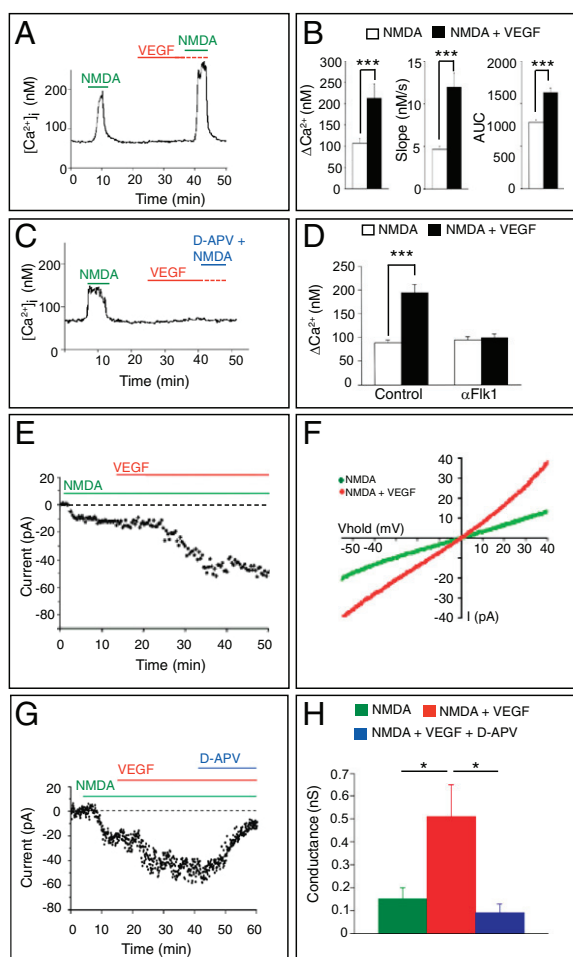 A
VEGF NMDA
NMDA
[Ca²⁺]i (nM)
200
100
0
0 10 20 30 40 50
Time (min)
B
NMDA NMDA + VEGF
ΔCa²⁺ (nM)
300
250
200
150
100
50
0
***
Slope (nM/s)
15
10
5
0
***
AUC
2000
1500
1000
500
0
***
C
D-APV +
NMDA VEGF NMDA
[Ca²⁺]i (nM)
200
100
0
0 10 20 30 40 50
Time (min)
D
NMDA NMDA + VEGF
ΔCa²⁺ (nM)
250
200
150
100
50
0
***
Control αFlk1
E
VEGF
NMDA
Current (pA)
20
0
-20
-40
-60
-80
0 10 20 30 40 50
Time (min)
F
NMDA
NMDA + VEGF
Vhold (mV)
40
30
20
10
-50 -40 10 20 30 40
-20
-30
-40
I (pA)
G
D-APV
VEGF
NMDA
Current (pA)
20
0
-20
-40
-60
-80
0 10 20 30 40 50 60
Time (min)
H
NMDA NMDA + VEGF
NMDA + VEGF + D-APV
Conductance (nS)
0.7
0.6
0.5
0.4
0.3
0.2
0.1
0
* *